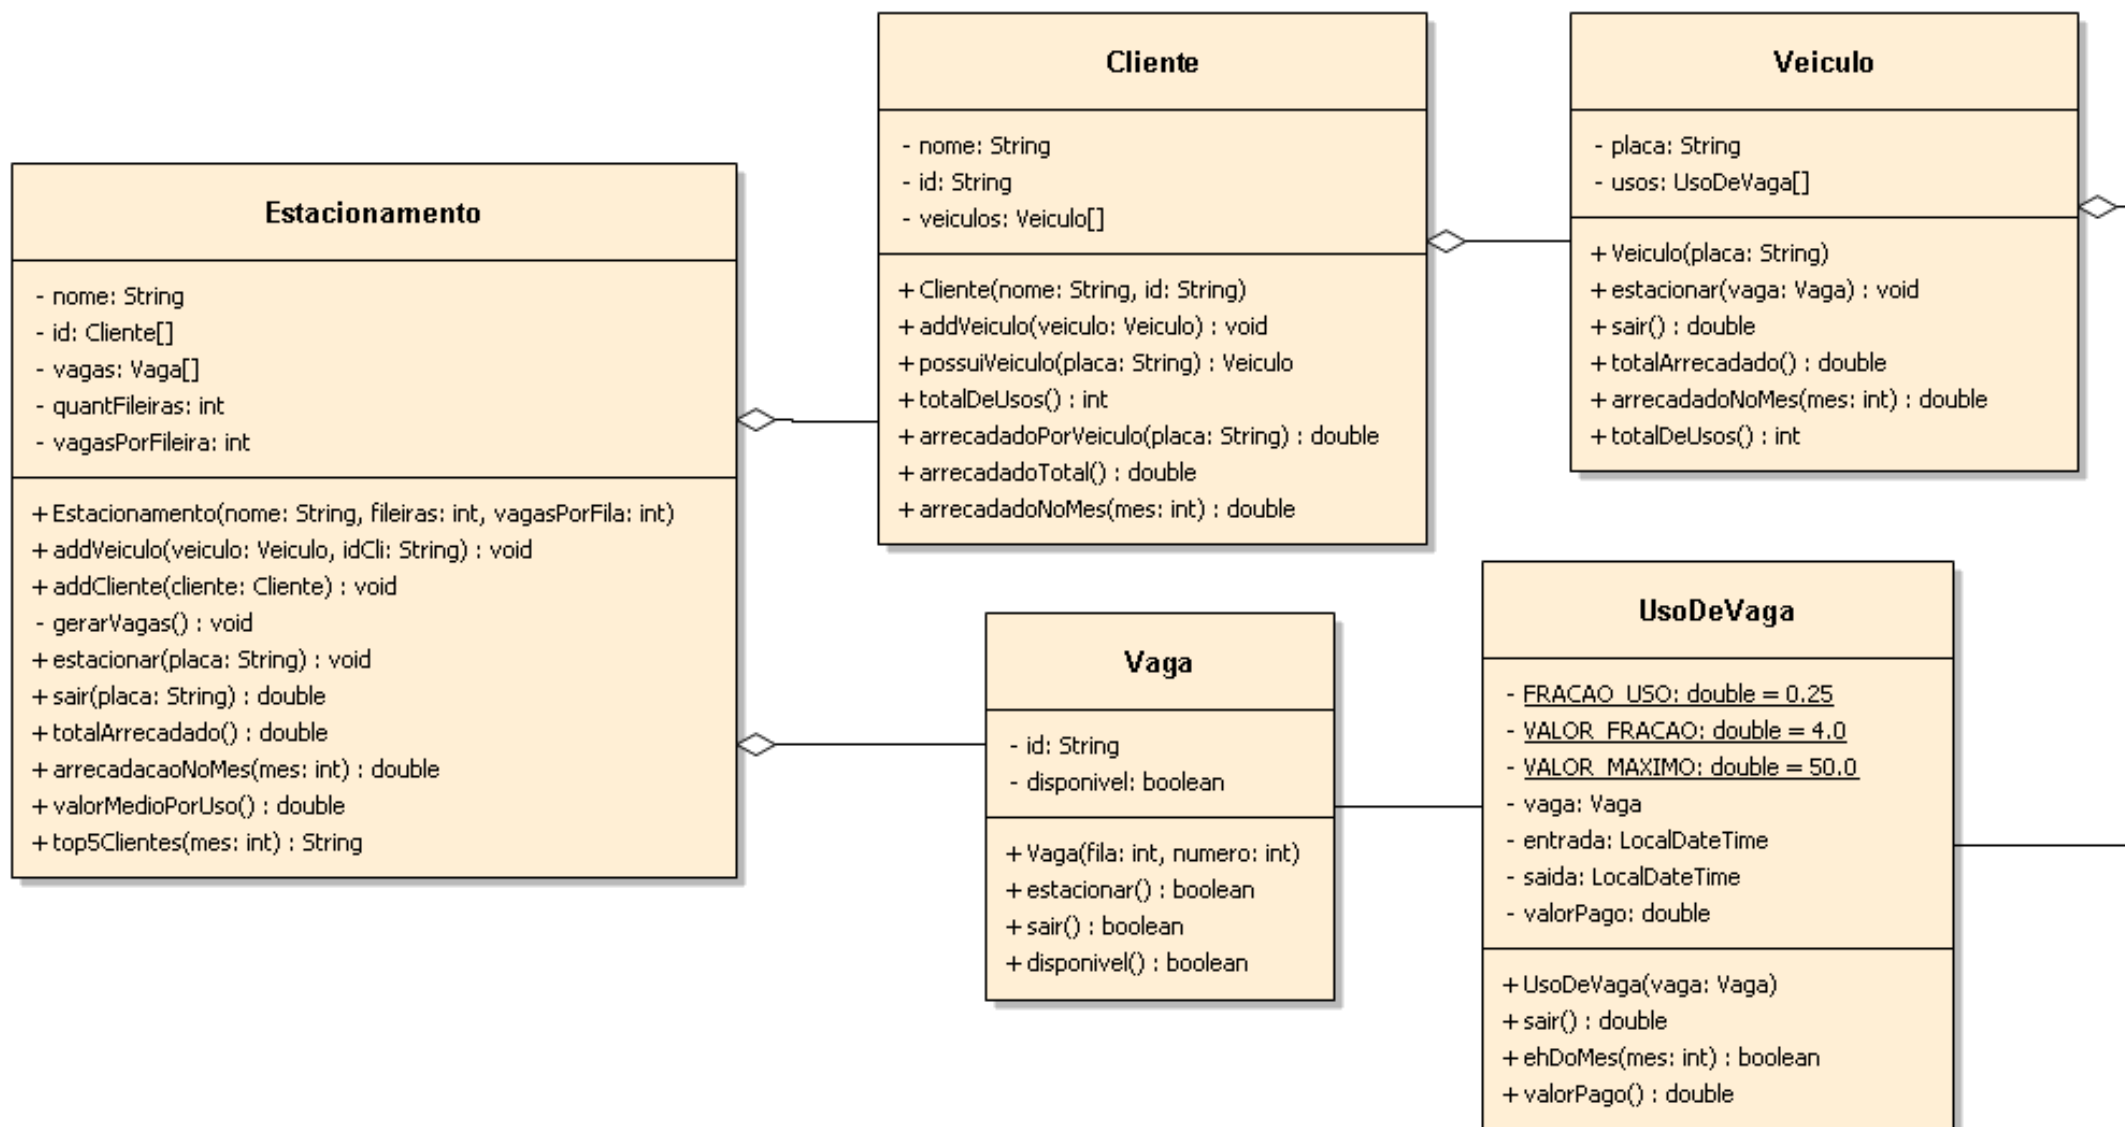 Estacionamento
- nome: String
- id: Cliente[]
- vagas: Vaga[]
- quantFileiras: int
- vagasPorFileira: int
+ Estacionamento(nome: String, fileiras: int, vagasPorFila: int)
+ addVeiculo(veiculo: Veiculo, idCli: String) : void
+ addCliente(cliente: Cliente) : void
- gerarVagas() : void
+ estacionar(placa: String) : void
+ sair(placa: String) : double
+ totalArrecadado() : double
+ arrecadacaoNoMes(mes: int) : double
+ valorMedioPorUso() : double
+ top5Clientes(mes: int) : String
Cliente
- nome: String
- id: String
- veiculos: Veiculo[]
+ Cliente(nome: String, id: String)
+ addVeiculo(veiculo: Veiculo) : void
+ possuiVeiculo(placa: String) : Veiculo
+ totalDeUsos() : int
+ arrecadadoPorVeiculo(placa: String) : double
+ arrecadadoTotal() : double
+ arrecadadoNoMes(mes: int) : double
Veiculo
- placa: String
- usos: UsoDeVaga[]
+ Veiculo(placa: String)
+ estacionar(vaga: Vaga) : void
+ sair() : double
+ totalArrecadado() : double
+ arrecadadoNoMes(mes: int) : double
+ totalDeUsos() : int
Vaga
- id: String
- disponivel: boolean
+ Vaga(fila: int, numero: int)
+ estacionar() : boolean
+ sair() : boolean
+ disponivel() : boolean
UsoDeVaga
- FRACAO_USO: double = 0.25
- VALOR_FRACAO: double = 4.0
- VALOR_MAXIMO: double = 50.0
- vaga: Vaga
- entrada: LocalDateTime
- saida: LocalDateTime
- valorPago: double
+ UsoDeVaga(vaga: Vaga)
+ sair() : double
+ ehDoMes(mes: int) : boolean
+ valorPago() : double